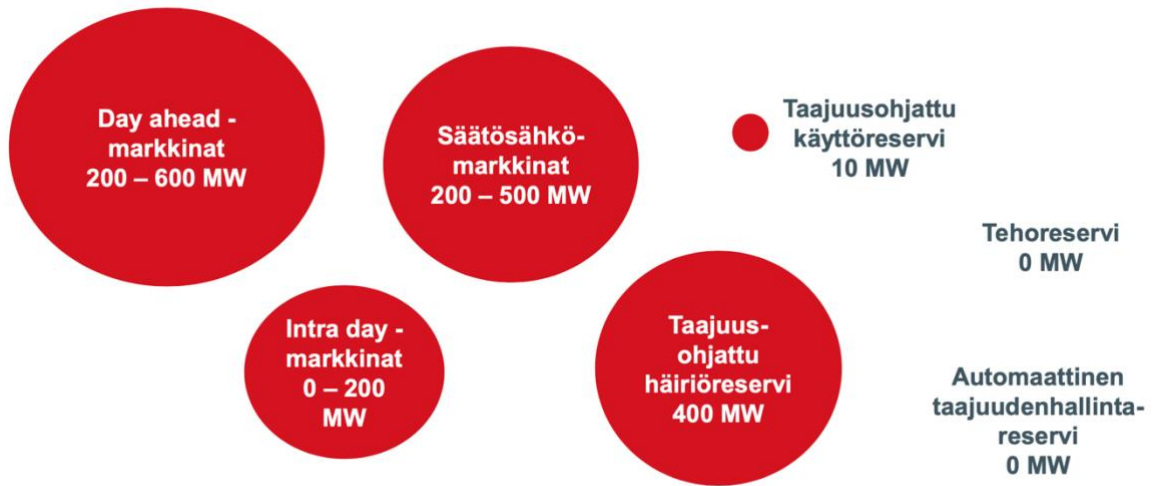 Day ahead -
markkinat
200 – 600 MW
Säätösähkö-
markkinat
200 – 500 MW
Taajuusohjattu
käyttöreservi
10 MW
Tehoreservi
0 MW
Intra day -
markkinat
0 – 200
MW
Taajuus-
ohjattu
häiriöreservi
400 MW
Automaattinen
taajuudenhallinta-
reservi
0 MW